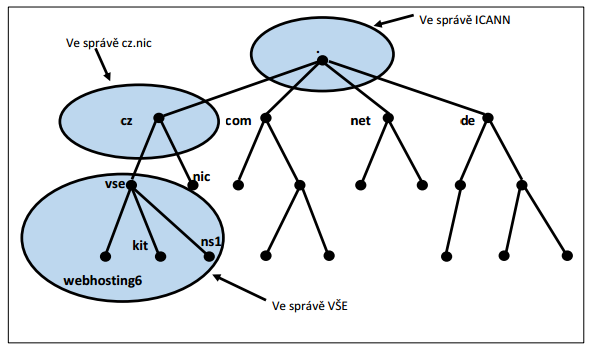 Ve správě ICANN
Ve správě cz.nic
.
cz
com
net
de
vse
nic
kit
ns1
webhosting6
Ve správě VŠE